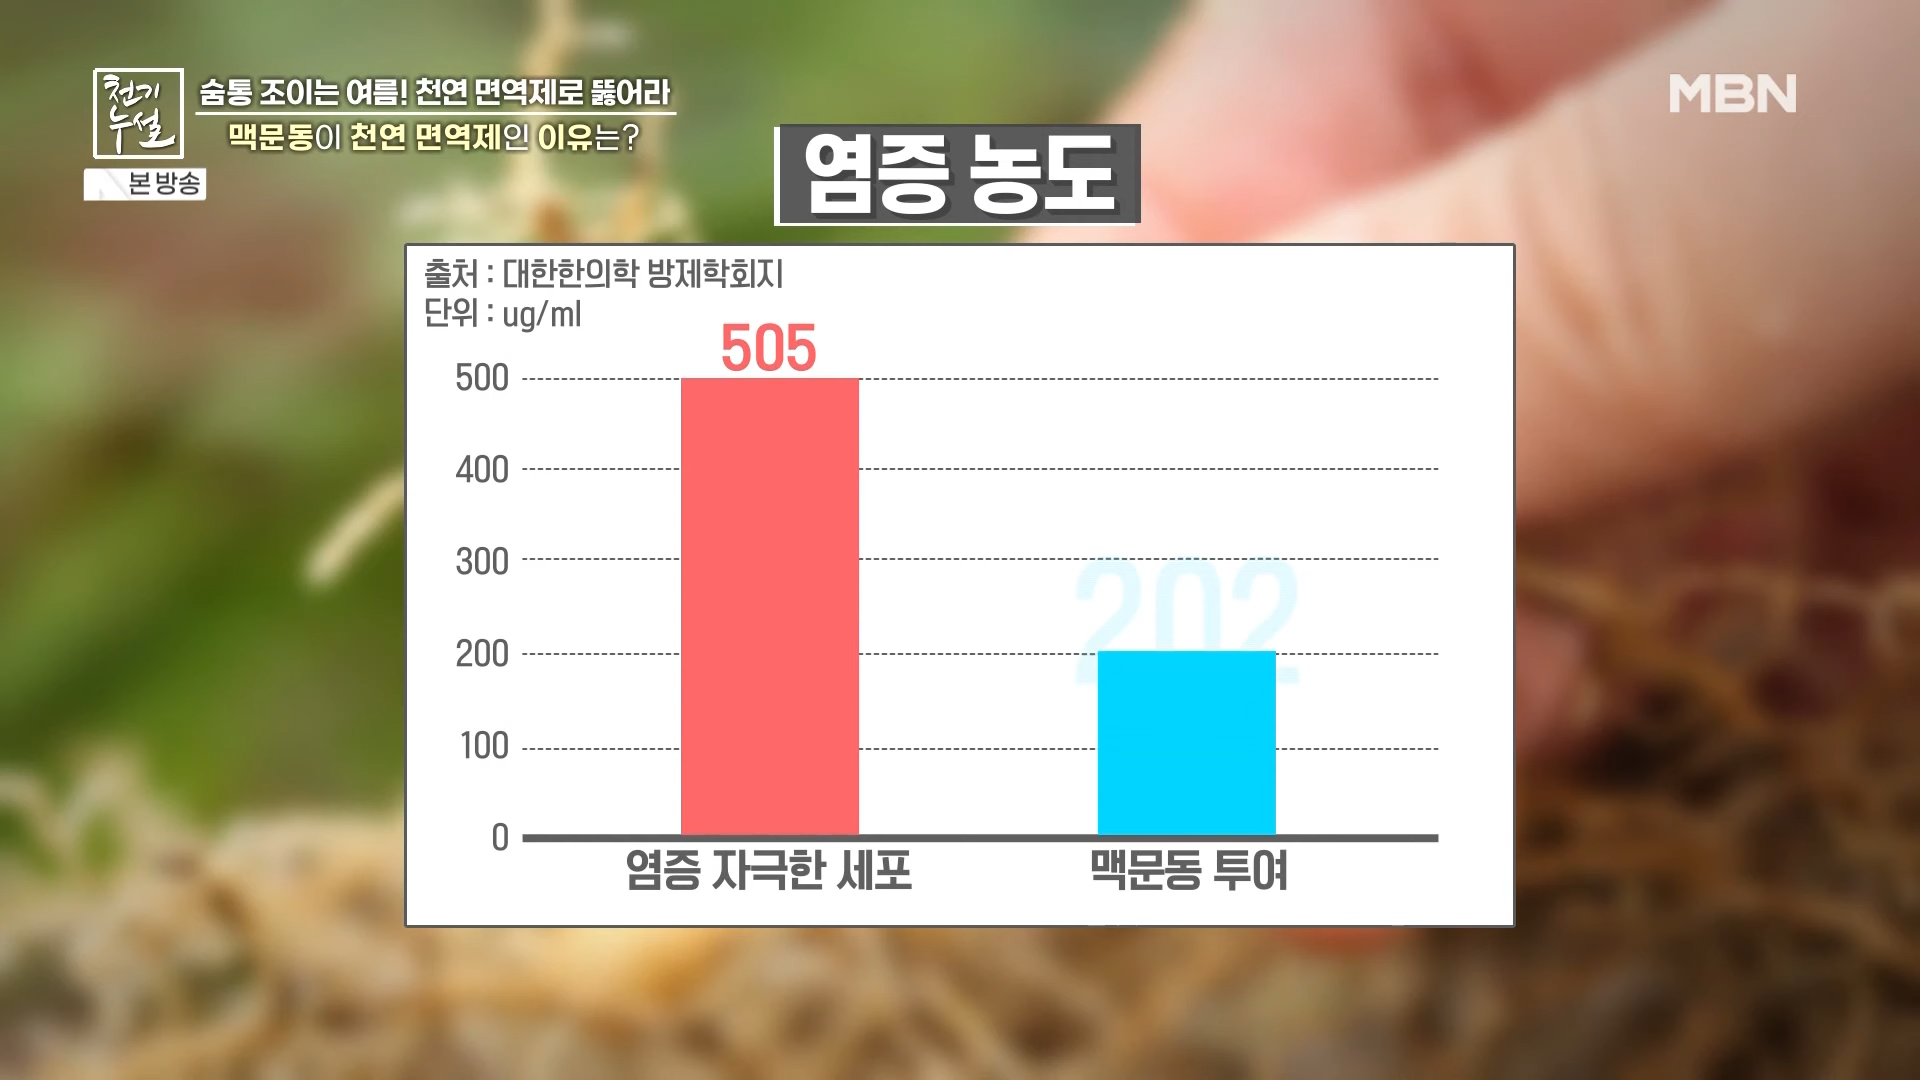 천기누설
숨통 조이는 여름! 천연 면역제로 뚫어라
맥문동이 천연 면역제인 이유는?
본 방송
MBN
염증 농도
출처 : 대한한의학 방제학회지
단위 : ug/ml
505
500
400
300
202
200
100
0
염증 자극한 세포
맥문동 투여